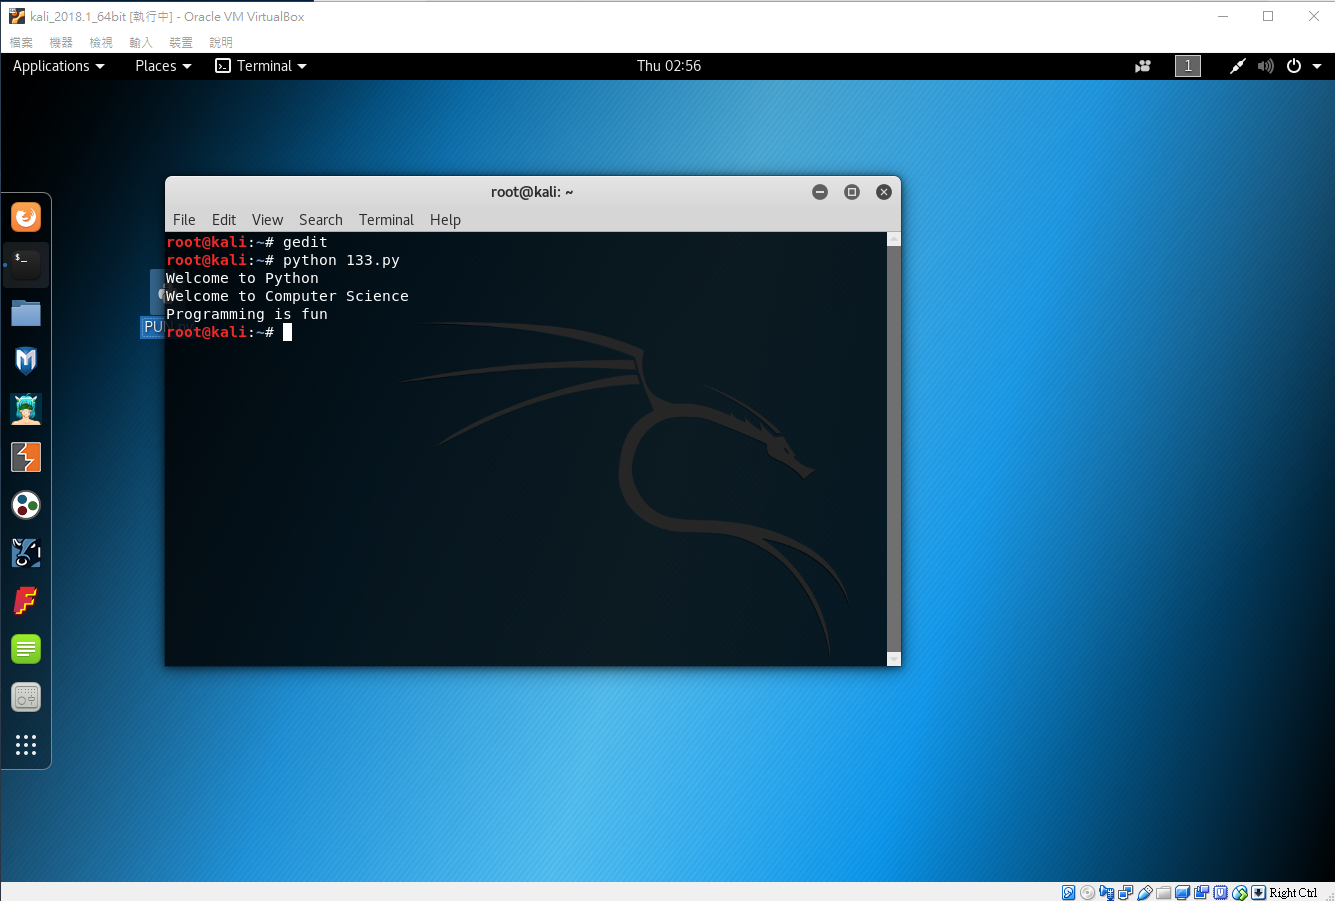 kali_2018.1_64bit [執行中] - Oracle VM VirtualBox
檔案 機器 檢視 輸入 裝置 說明
Applications Places Terminal Thu 02:56 1
root@kali: ~
File Edit View Search Terminal Help
root@kali:~# gedit
root@kali:~# python 133.py
Welcome to Python
Welcome to Computer Science
Programming is fun
root@kali:~#
Right Ctrl